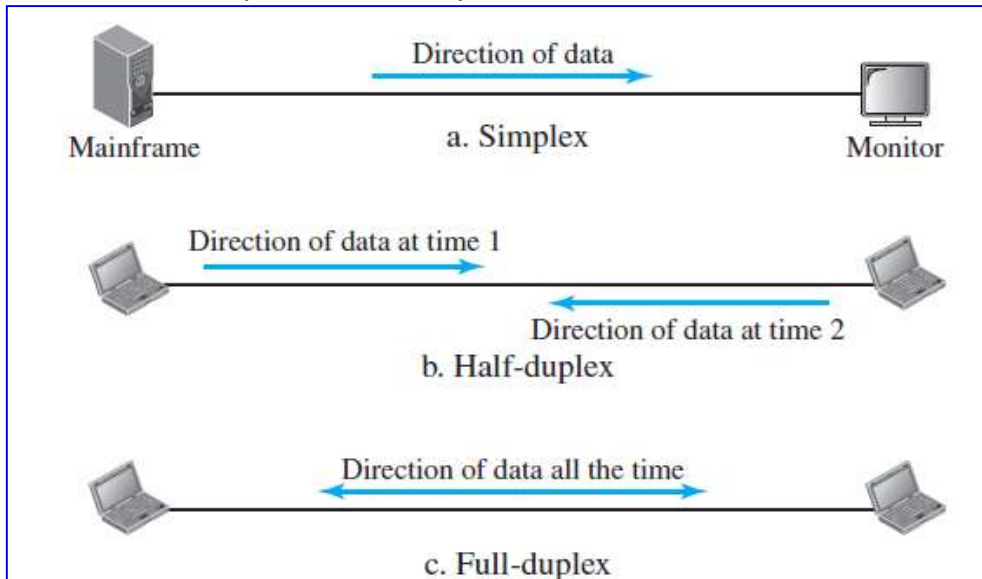 Direction of data
Mainframe
a. Simplex
Monitor
Direction of data at time 1
Direction of data at time 2
b. Half-duplex
Direction of data all the time
c. Full-duplex